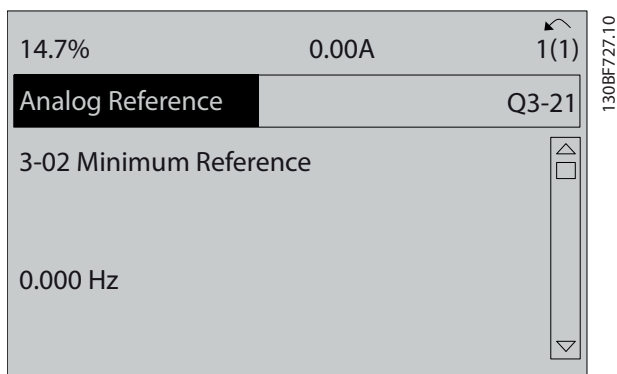 14.7% 0.00A 1(1)
Analog Reference Q3-21
3-02 Minimum Reference
0.000 Hz
130BF727.10